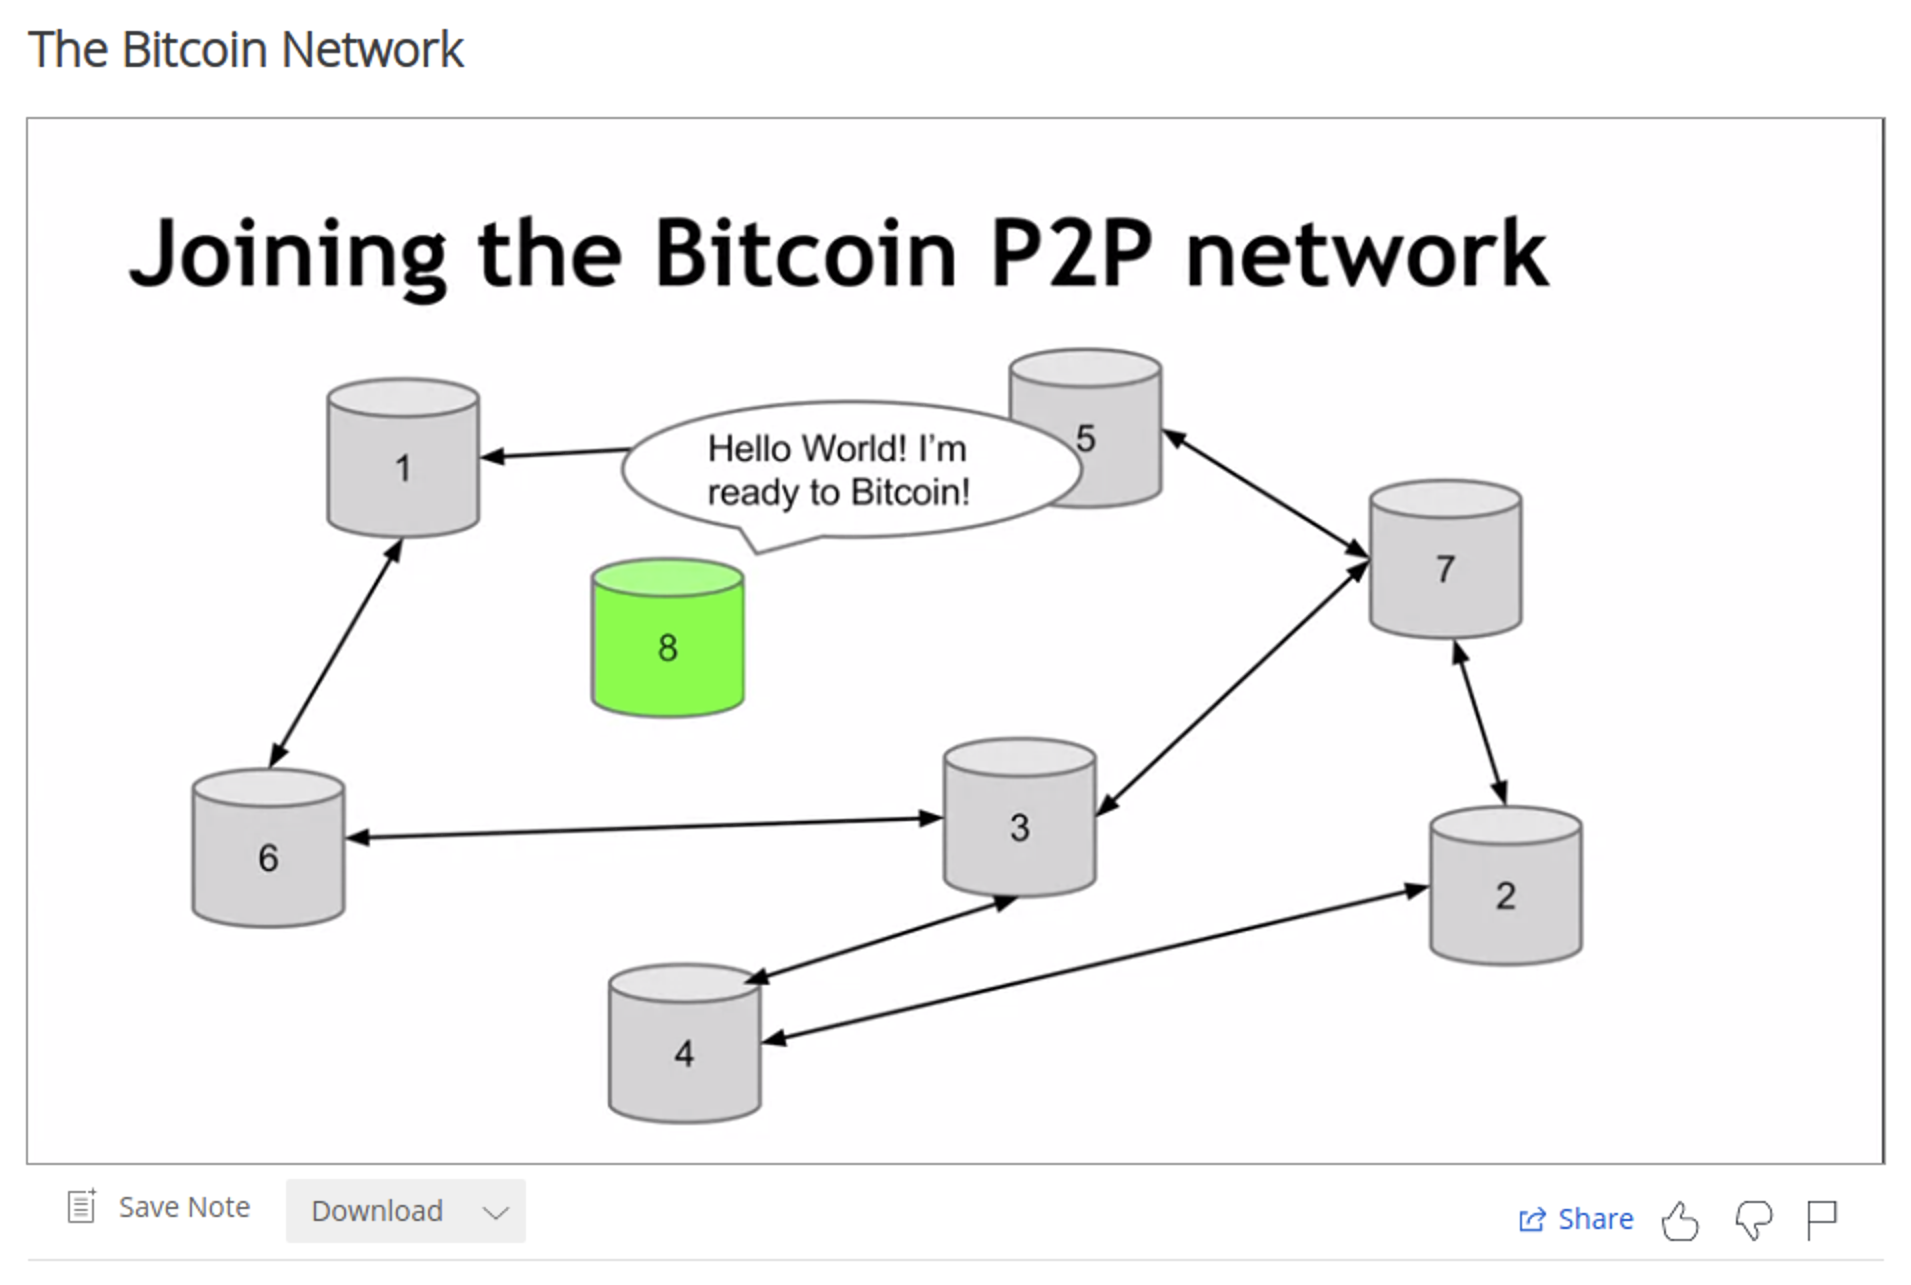 The Bitcoin Network
Joining the Bitcoin P2P network
1
Hello World! I'm
ready to Bitcoin!
5
7
8
6
3
2
4
Save Note
Download
Share